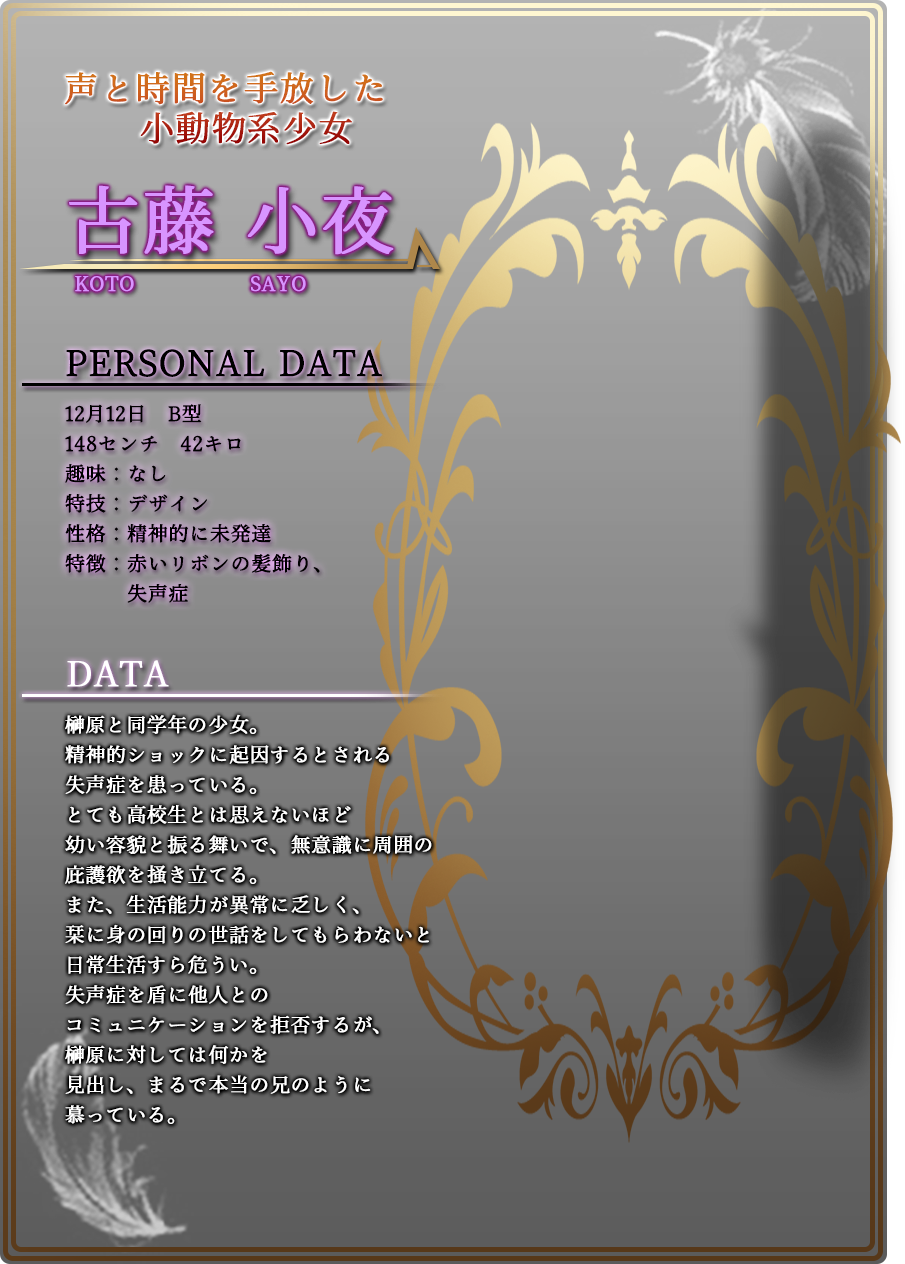 声と時間を手放した
小動物系少女
古藤 小夜
KOTO SAYO
PERSONAL DATA
12月12日　B型
148センチ　42キロ
趣味：なし
特技：デザイン
性格：精神的に未発達
特徴：赤いリボンの髪飾り、
失声症
DATA
榊原と同学年の少女。
精神的ショックに起因するとされる
失声症を患っている。
とても高校生とは思えないほど
幼い容貌と振る舞いで、無意識に周囲の
庇護欲を掻き立てる。
また、生活能力が異常に乏しく、
栞に身の回りの世話をしてもらわないと
日常生活すら危うい。
失声症を盾に他人との
コミュニケーションを拒否するが、
榊原に対しては何かを
見出し、まるで本当の兄のように
慕っている。